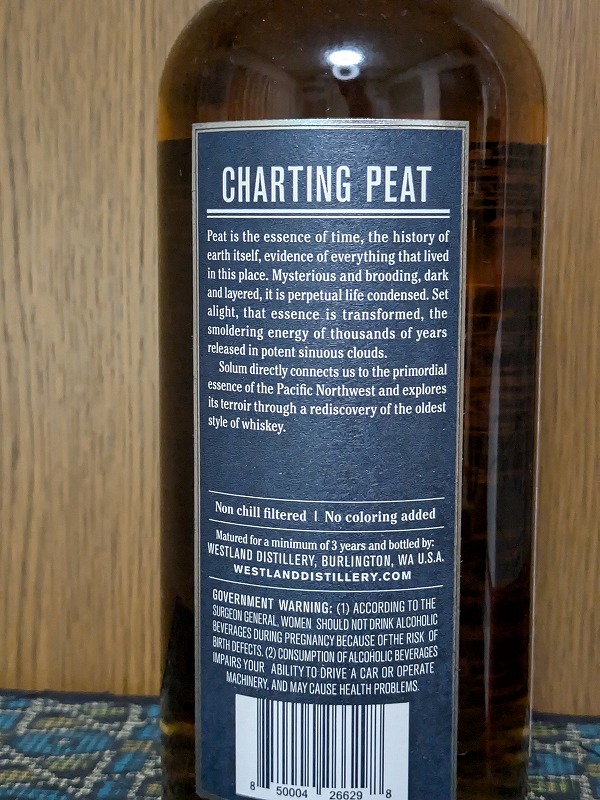 CHARTING PEAT
Peat is the essence of time, the history of
earth itself, evidence of everything that lived
in this place. Mysterious and brooding, dark
and layered, it is perpetual life condensed. Set
alight, that essence is transformed, the
smoldering energy of thousands of years
released in potent sinuous clouds.
Solum directly connects us to the primordial
essence of the Pacific Northwest and explores
its terroir through a rediscovery of the oldest
style of whiskey.
Non chill filtered | No coloring added
Matured for a minimum of 3 years and bottled by:
WESTLAND DISTILLERY, BURLINGTON, WA U.S.A.
WESTLANDDISTILLERY.COM
GOVERNMENT WARNING: (1) ACCORDING TO THE
SURGEON GENERAL, WOMEN SHOULD NOT DRINK ALCOHOLIC
BEVERAGES DURING PREGNANCY BECAUSE OF THE RISK OF
BIRTH DEFECTS. (2) CONSUMPTION OF ALCOHOLIC BEVERAGES
IMPAIRS YOUR ABILITY TO DRIVE A CAR OR OPERATE
MACHINERY, AND MAY CAUSE HEALTH PROBLEMS.
8 50004 26629 8